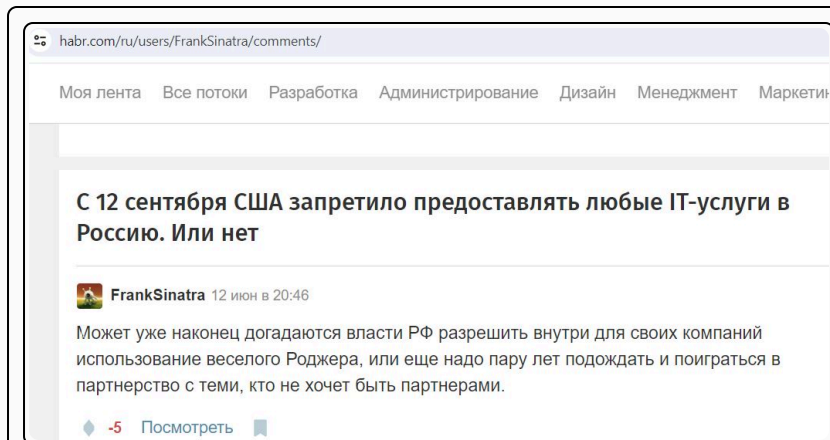 habr.com/ru/users/FrankSinatra/comments/
Моя лента Все потоки Разработка Администрирование Дизайн Менеджмент Маркетин
С 12 сентября США запретило предоставлять любые IT-услуги в
Россию. Или нет
FrankSinatra 12 июн в 20:46
Может уже наконец догадаются власти РФ разрешить внутри для своих компаний
использование веселого Роджера, или еще надо пару лет подождать и поиграться в
партнерство с теми, кто не хочет быть партнерами.
-5 Посмотреть